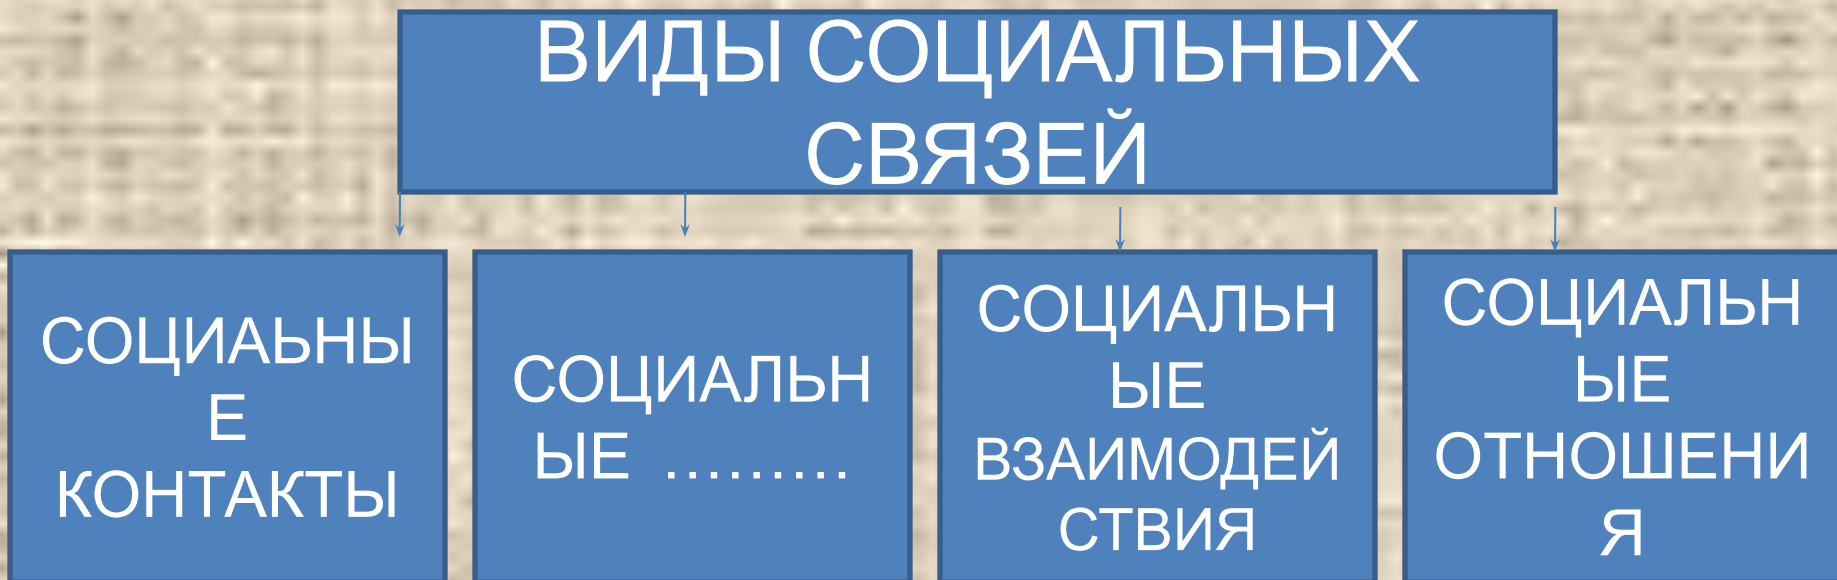 ВИДЫ СОЦИАЛЬНЫХ
СВЯЗЕЙ
СОЦИАЬНЫ
Е
КОНТАКТЫ
СОЦИАЛЬН
ЫЕ ………
СОЦИАЛЬН
ЫЕ
ВЗАИМОДЕЙ
СТВИЯ
СОЦИАЛЬН
ЫЕ
ОТНОШЕНИ
Я